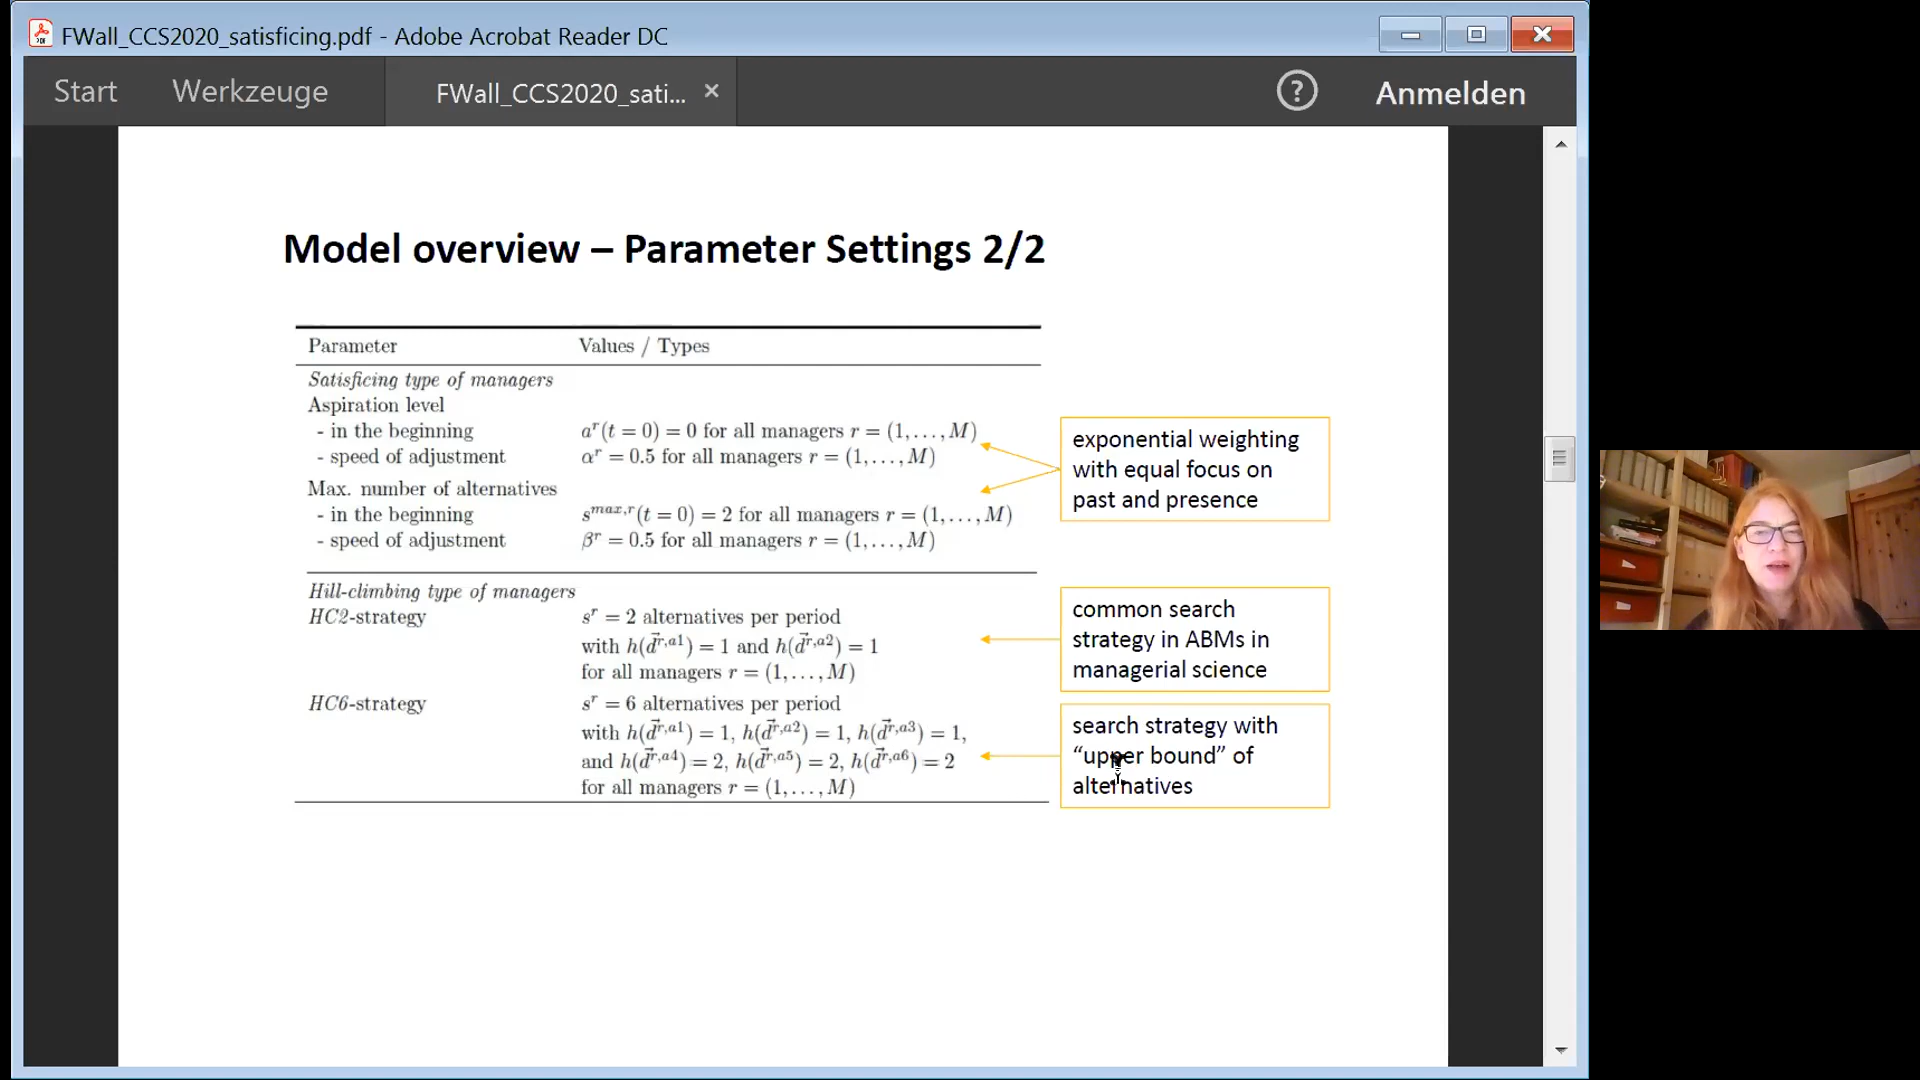 FWall_CCS2020_satisficing.pdf - Adobe Acrobat Reader DC
Start Werkzeuge FWall_CCS2020_sati... × ? Anmelden
Model overview – Parameter Settings 2/2
Parameter Values / Types
Satisficing type of managers
Aspiration level
- in the beginning a^r(t = 0) = 0 for all managers r = (1, . . . , M)
- speed of adjustment α^r = 0.5 for all managers r = (1, . . . , M)
Max. number of alternatives
- in the beginning s^{max,r}(t = 0) = 2 for all managers r = (1, . . . , M)
- speed of adjustment β^r = 0.5 for all managers r = (1, . . . , M)
exponential weighting
with equal focus on
past and presence
Hill-climbing type of managers
HC2-strategy s^r = 2 alternatives per period
with h(d⃗^{r,a1}) = 1 and h(d⃗^{r,a2}) = 1
for all managers r = (1, . . . , M)
common search
strategy in ABMs in
managerial science
HC6-strategy s^r = 6 alternatives per period
with h(d⃗^{r,a1}) = 1, h(d⃗^{r,a2}) = 1, h(d⃗^{r,a3}) = 1,
and h(d⃗^{r,a4}) = 2, h(d⃗^{r,a5}) = 2, h(d⃗^{r,a6}) = 2
for all managers r = (1, . . . , M)
search strategy with
“upper bound” of
alternatives